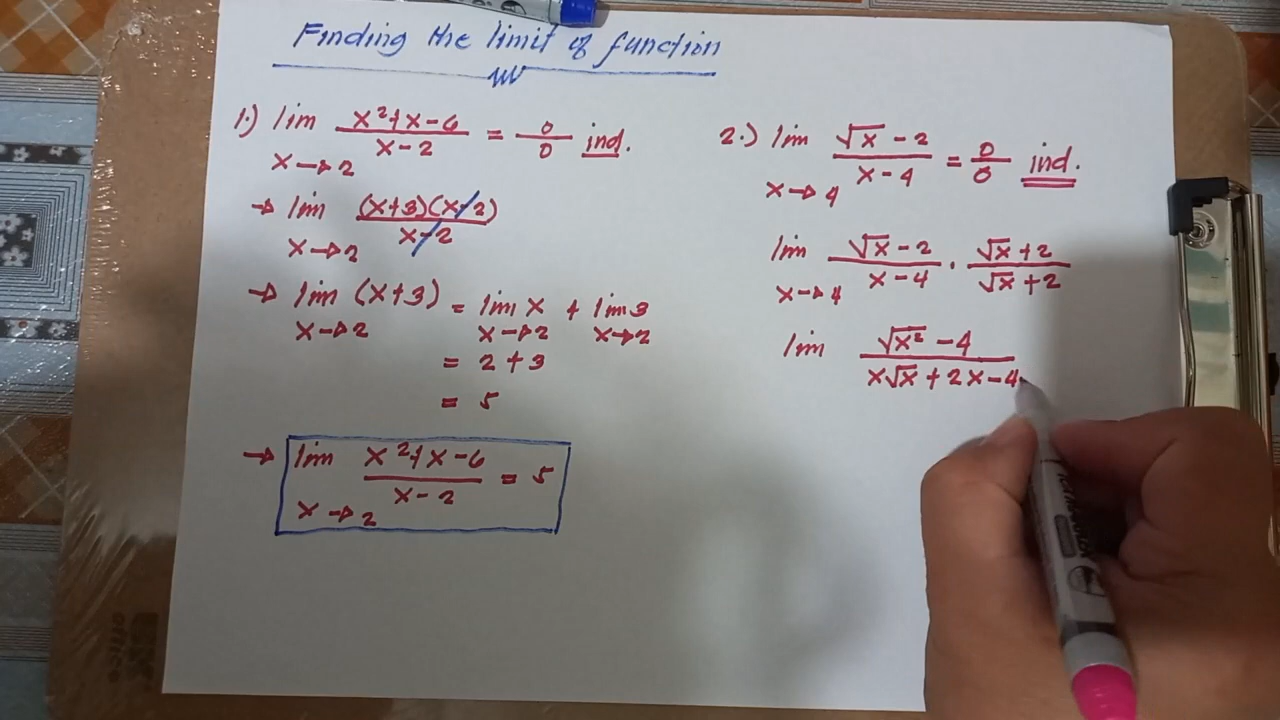 Finding the limit of function
1.) lim x²+x-6 / x-2 = 0/0 ind.
x→2
→ lim (x+3)(x-2) / x-2
x→2
→ lim (x+3) = lim x + lim 3
x→2 x→2 x→2
= 2+3
= 5
→ lim x²+x-6 / x-2 = 5
x→2
2.) lim √x-2 / x-4 = 0/0 ind.
x→4
lim √x-2 / x-4 · √x+2 / √x+2
x→4
lim √x²-4 / x√x+2x-4
office